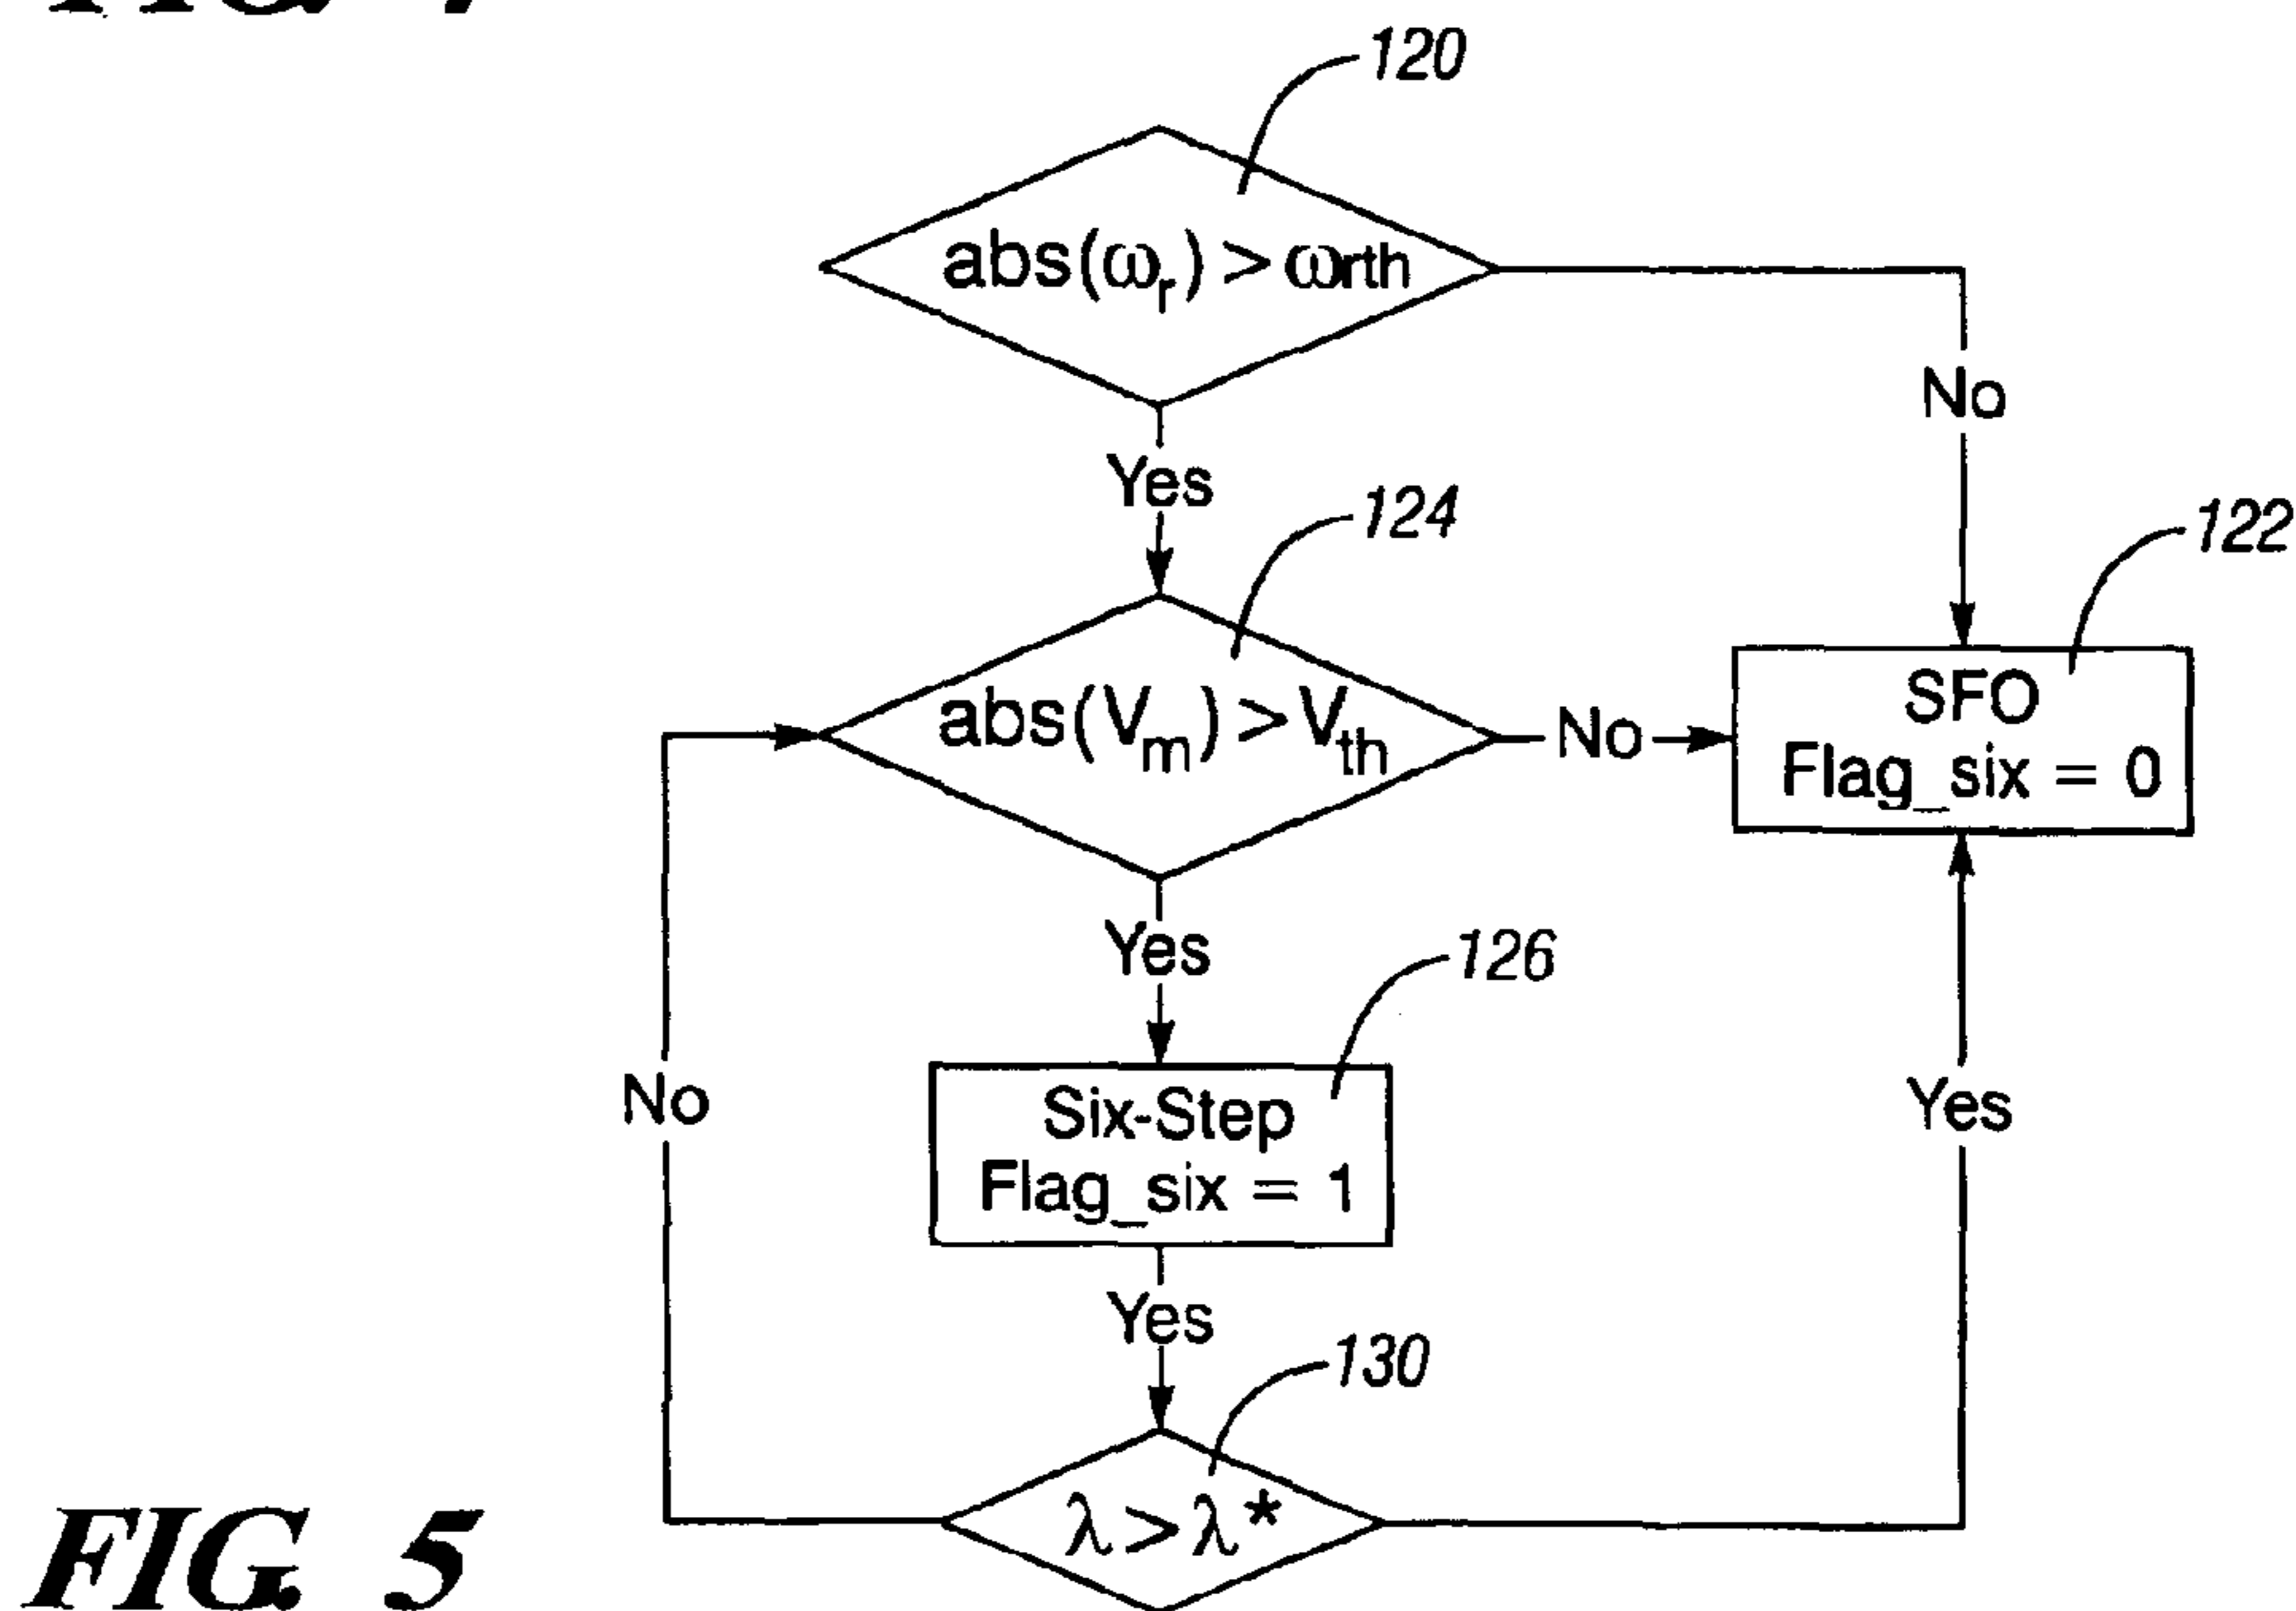 120
abs(ωr) > ωrth
No
Yes
124
122
abs(Vm) > Vth
No
SFO
Flag_six = 0
Yes
126
No
Six-Step
Flag_six = 1
Yes
Yes
130
λ > λ*
FIG. 5